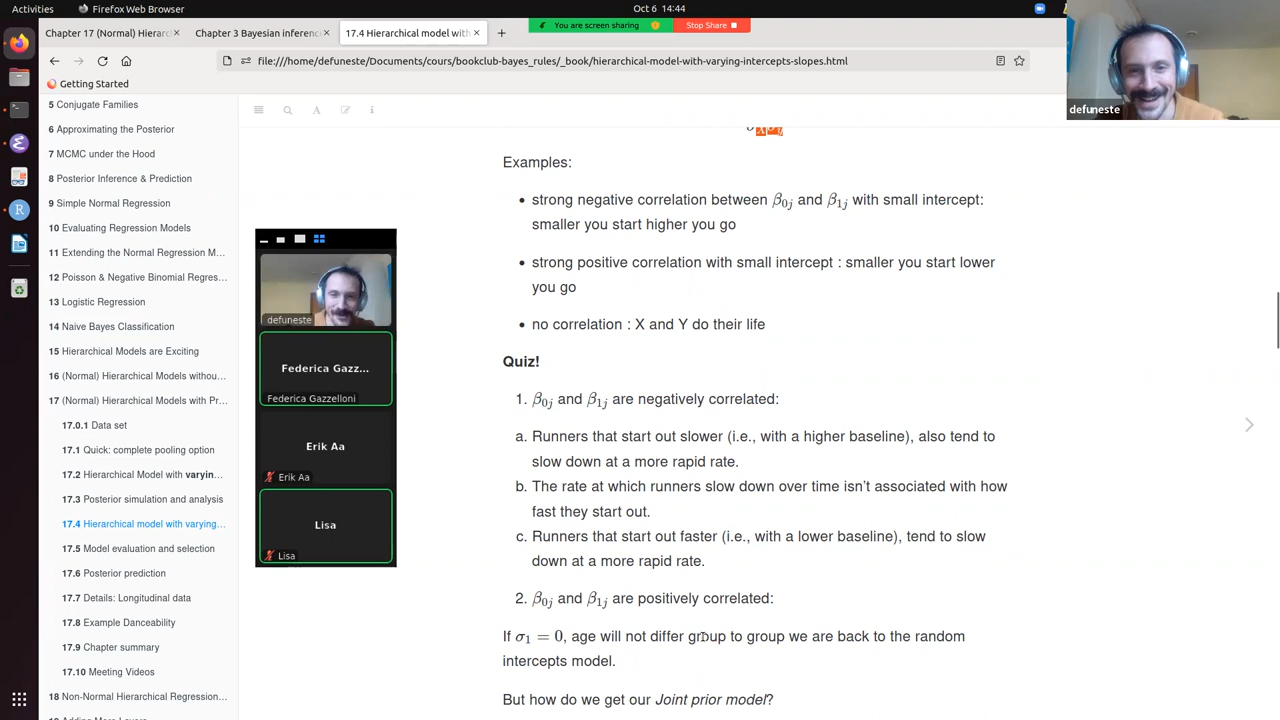 Activities
Firefox Web Browser
Oct 6 14:44
You are screen sharing
Stop Share
Chapter 17 (Normal) Hierarc
Chapter 3 Bayesian inferenc
17.4 Hierarchical model with
file:///home/defuneste/Documents/cours/bookclub-bayes_rules/_book/hierarchical-model-with-varying-intercepts-slopes.html
Getting Started
defuneste
5 Conjugate Families
6 Approximating the Posterior
7 MCMC under the Hood
8 Posterior Inference & Prediction
9 Simple Normal Regression
10 Evaluating Regression Models
11 Extending the Normal Regression M...
12 Poisson & Negative Binomial Regres...
13 Logistic Regression
14 Naive Bayes Classification
15 Hierarchical Models are Exciting
16 (Normal) Hierarchical Models withou...
17 (Normal) Hierarchical Models with Pr...
17.0.1 Data set
17.1 Quick: complete pooling option
17.2 Hierarchical Model with varyin...
17.3 Posterior simulation and analysis
17.4 Hierarchical model with varying...
17.5 Model evaluation and selection
17.6 Posterior prediction
17.7 Details: Longitudinal data
17.8 Example Danceability
17.9 Chapter summary
17.10 Meeting Videos
18 Non-Normal Hierarchical Regression...
19 Adding More Layers
defuneste
Federica Gazz...
Federica Gazzelloni
Erik Aa
Erik Aa
Lisa
Lisa
Examples:
• strong negative correlation between β0j and β1j with small intercept:
smaller you start higher you go
• strong positive correlation with small intercept : smaller you start lower
you go
• no correlation : X and Y do their life
Quiz!
1. β0j and β1j are negatively correlated:
a. Runners that start out slower (i.e., with a higher baseline), also tend to
slow down at a more rapid rate.
b. The rate at which runners slow down over time isn't associated with how
fast they start out.
c. Runners that start out faster (i.e., with a lower baseline), tend to slow
down at a more rapid rate.
2. β0j and β1j are positively correlated:
If σ1 = 0, age will not differ group to group we are back to the random
intercepts model.
But how do we get our Joint prior model?